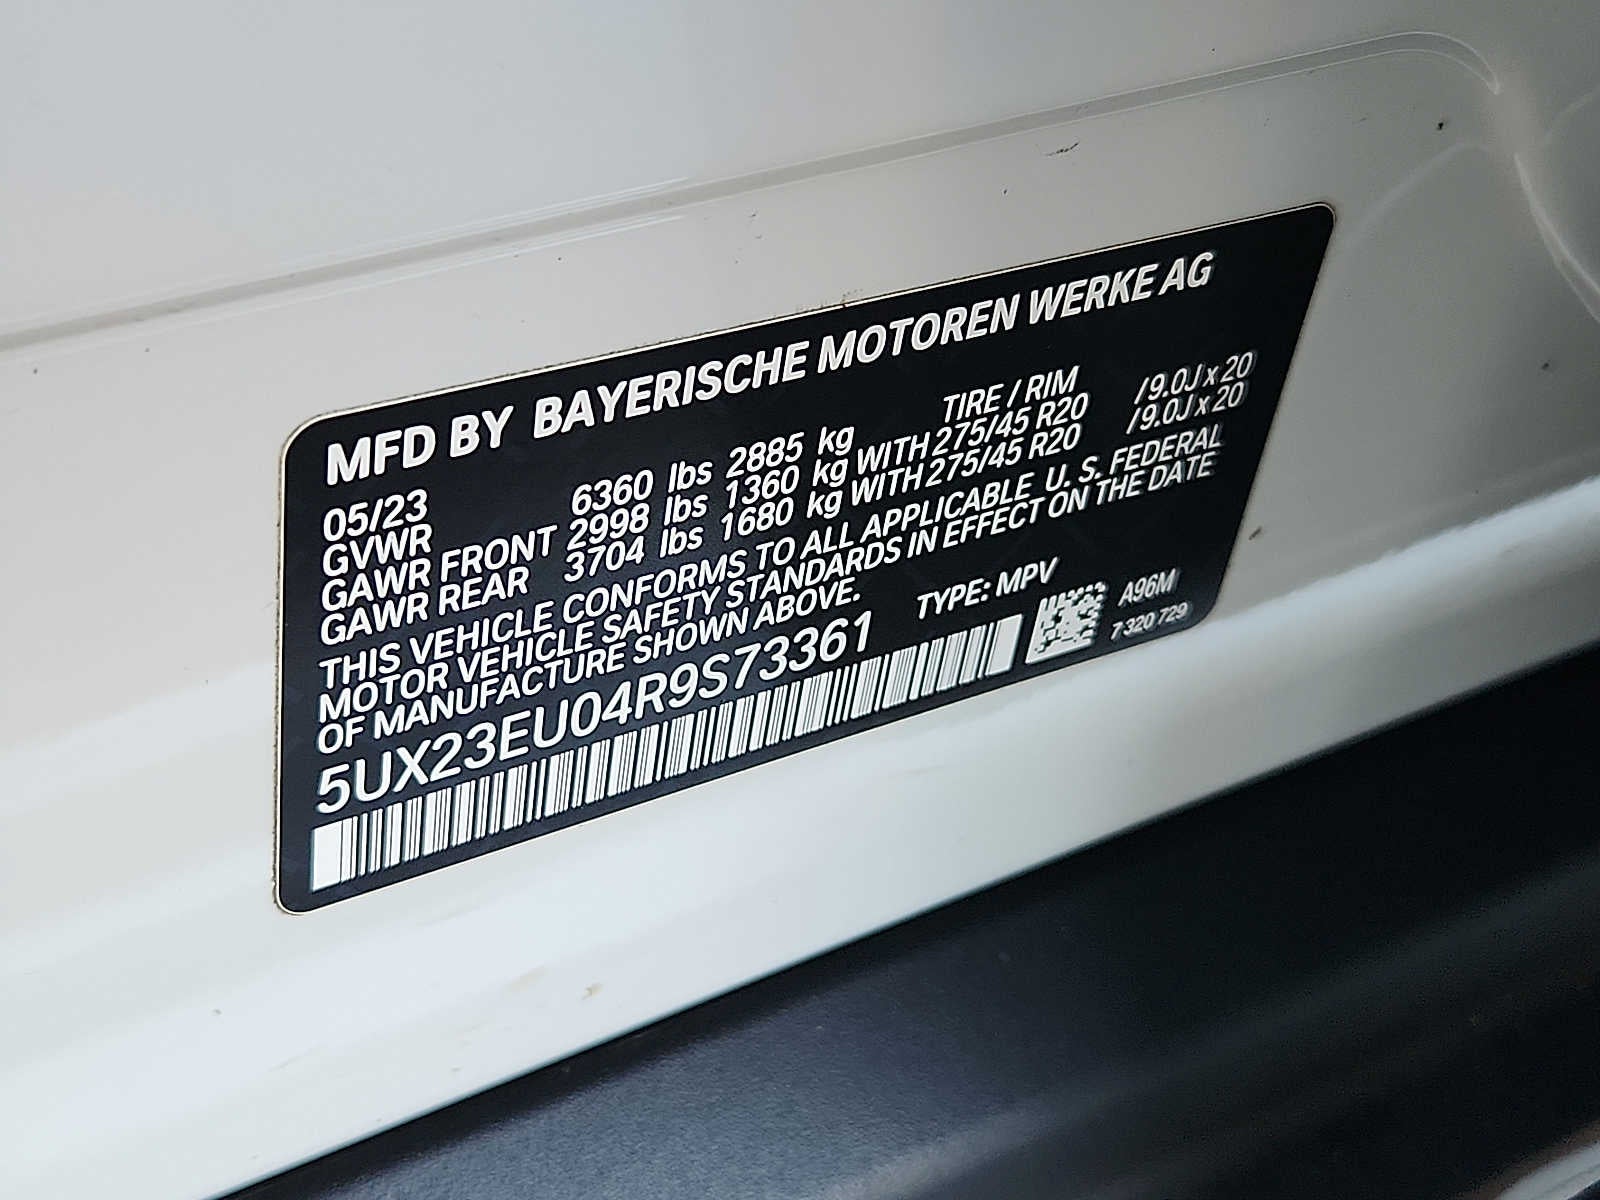 MFD BY BAYERISCHE MOTOREN WERKE AG
05/23 TIRE / RIM
GVWR 6360 lbs 2885 kg
GAWR FRONT 2998 lbs 1360 kg WITH 275/45 R20 / 9.0J x 20
GAWR REAR 3704 lbs 1680 kg WITH 275/45 R20 / 9.0J x 20
THIS VEHICLE CONFORMS TO ALL APPLICABLE U. S. FEDERAL
MOTOR VEHICLE SAFETY STANDARDS IN EFFECT ON THE DATE
OF MANUFACTURE SHOWN ABOVE.
5UX23EU04R9S73361 TYPE: MPV
A96M
7 320 729